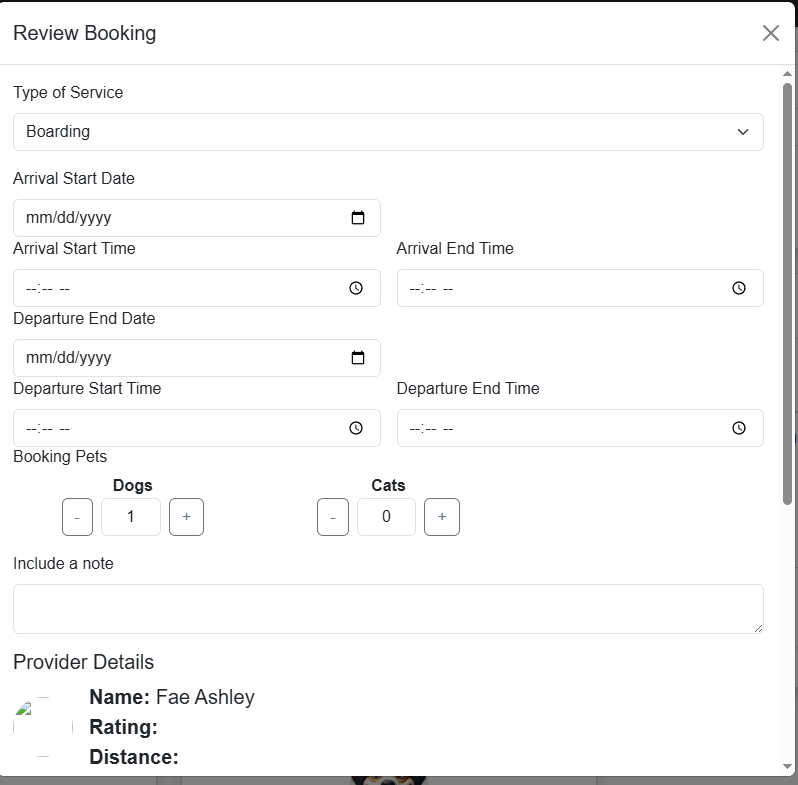 Review Booking
Type of Service
Boarding
Arrival Start Date
mm/dd/yyyy
Arrival Start Time Arrival End Time
--:-- -- --:-- --
Departure End Date
mm/dd/yyyy
Departure Start Time Departure End Time
--:-- -- --:-- --
Booking Pets
Dogs Cats
- 1 + - 0 +
Include a note
Provider Details
Name: Fae Ashley
Rating:
Distance: